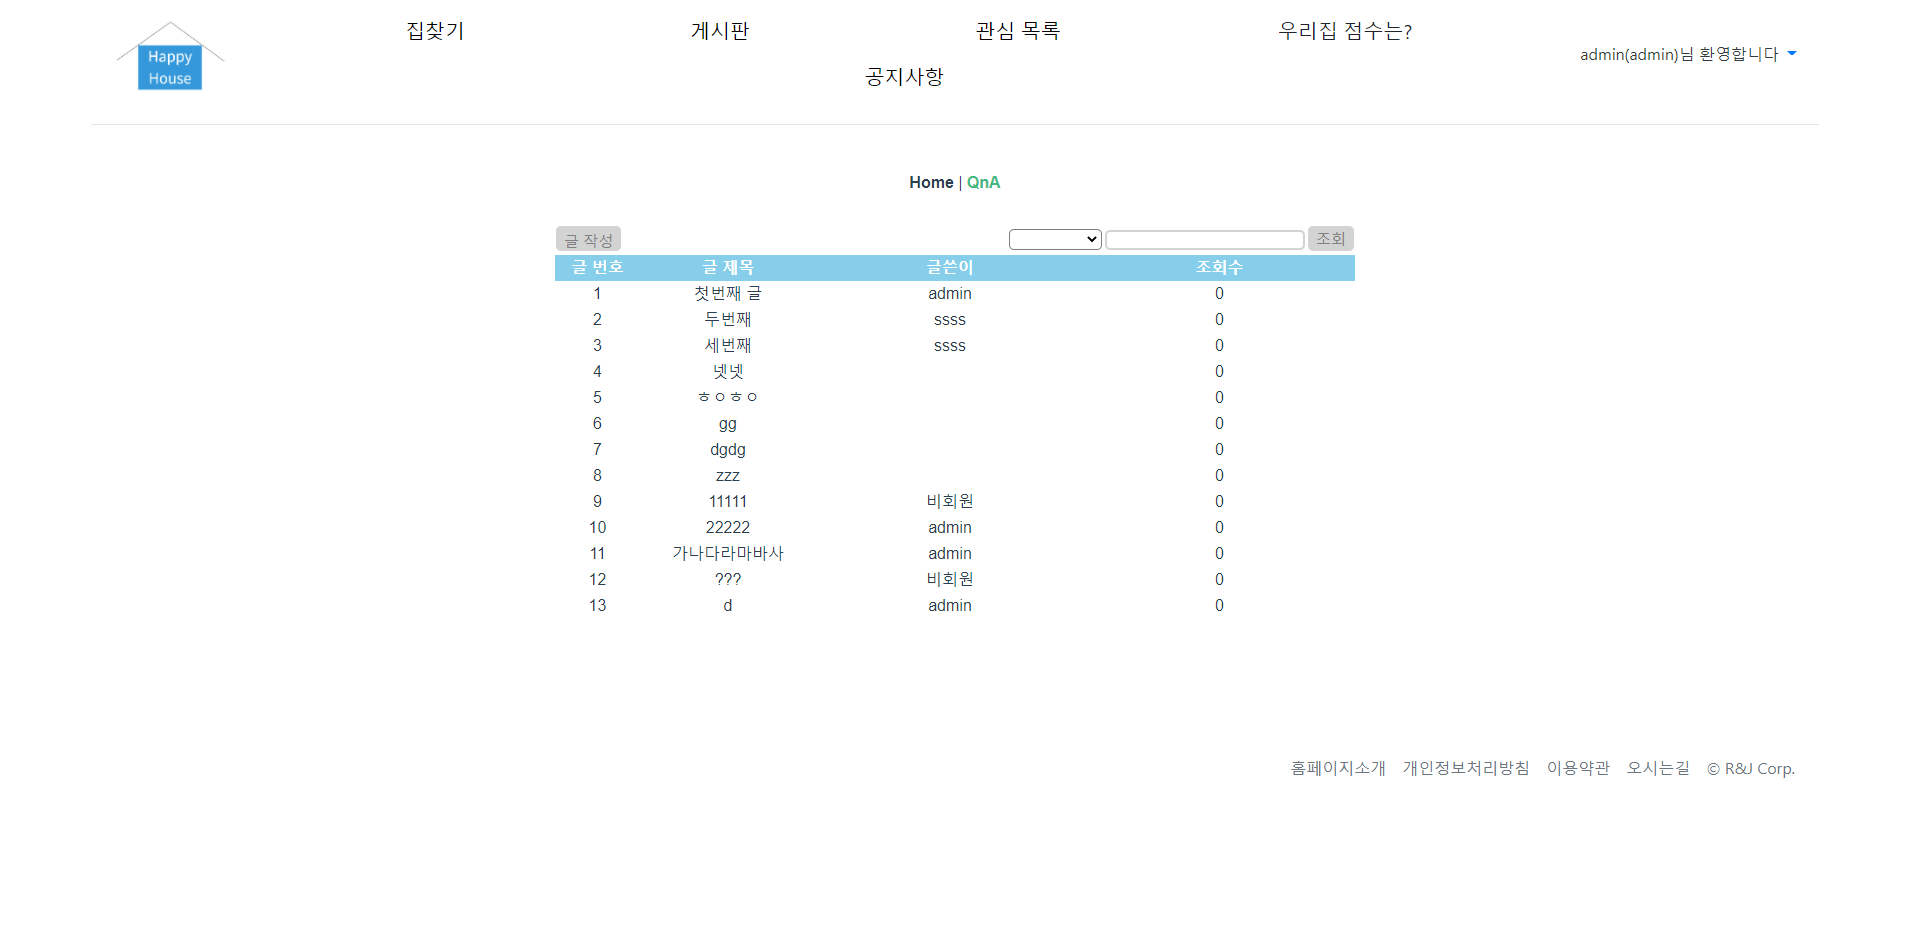 Happy
House
집찾기 게시판 관심 목록 우리집 점수는?
공지사항
admin(admin)님 환영합니다
Home | QnA
글 작성 조회
글 번호 글 제목 글쓴이 조회수
1 첫번째 글 admin 0
2 두번째 ssss 0
3 세번째 ssss 0
4 넷넷 0
5 ㅎㅇㅎㅇ 0
6 gg 0
7 dgdg 0
8 zzz 0
9 11111 비회원 0
10 22222 admin 0
11 가나다라마바사 admin 0
12 ??? 비회원 0
13 d admin 0
홈페이지소개 개인정보처리방침 이용약관 오시는길 © R&J Corp.